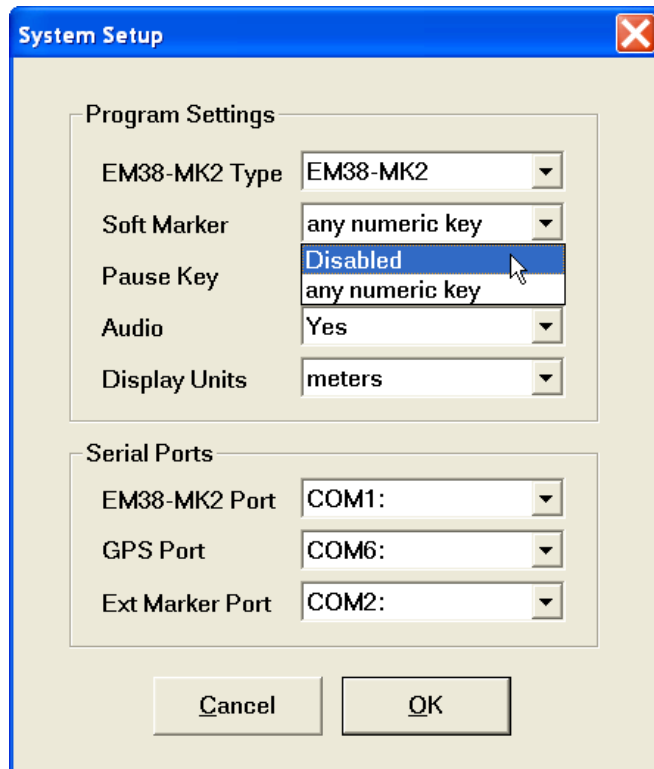 System Setup
Program Settings
EM38-MK2 Type EM38-MK2
Soft Marker any numeric key
Disabled
Pause Key
any numeric key
Audio Yes
Display Units meters
Serial Ports
EM38-MK2 Port COM1:
GPS Port COM6:
Ext Marker Port COM2:
Cancel OK